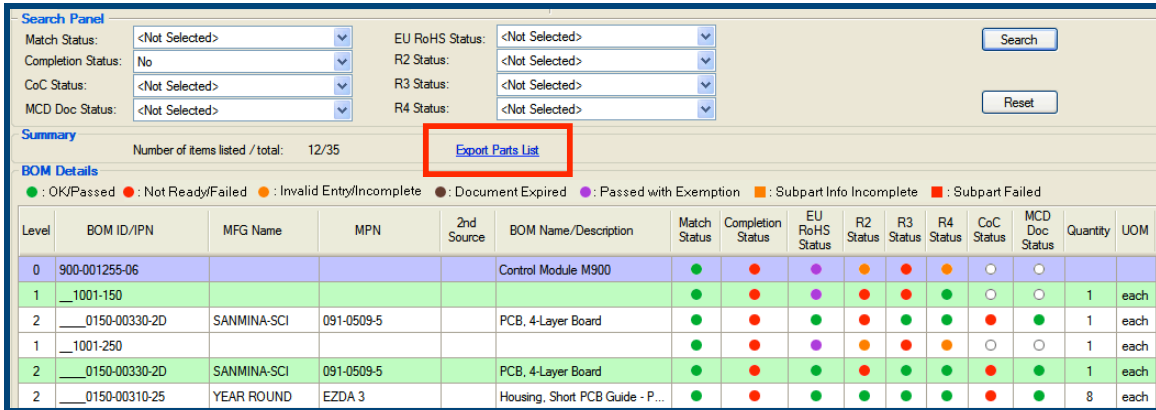 Search Panel
Match Status: <Not Selected> EU RoHS Status: <Not Selected> Search
Completion Status: No R2 Status: <Not Selected>
CoC Status: <Not Selected> R3 Status: <Not Selected>
MCD Doc Status: <Not Selected> R4 Status: <Not Selected> Reset
Summary
Number of items listed / total: 12/35 Export Parts List
BOM Details
: OK/Passed : Not Ready/Failed : Invalid Entry/Incomplete : Document Expired : Passed with Exemption : Subpart Info Incomplete : Subpart Failed
Level BOM ID/IPN MFG Name MPN 2nd Source BOM Name/Description Match Status Completion Status EU RoHS Status R2 Status R3 Status R4 Status CoC Status MCD Doc Status Quantity UOM
0 900-001255-06 Control Module M900
1 __1001-150 1 each
2 ____0150-00330-2D SANMINA-SCI 091-0509-5 PCB, 4-Layer Board 1 each
1 __1001-250 1 each
2 ____0150-00330-2D SANMINA-SCI 091-0509-5 PCB, 4-Layer Board 1 each
2 ____0150-00310-25 YEAR ROUND EZDA 3 Housing, Short PCB Guide - P... 8 each